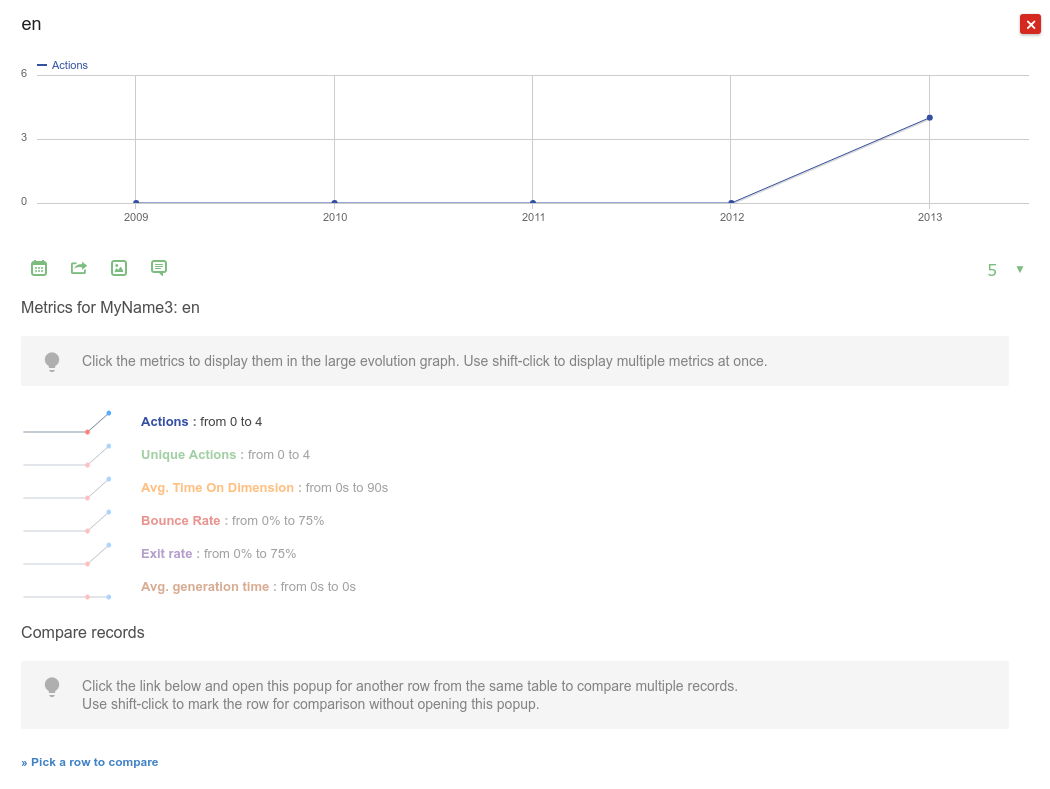 en
Actions
6
3
0
2009 2010 2011 2012 2013
5 ▼
Metrics for MyName3: en
Click the metrics to display them in the large evolution graph. Use shift-click to display multiple metrics at once.
Actions : from 0 to 4
Unique Actions : from 0 to 4
Avg. Time On Dimension : from 0s to 90s
Bounce Rate : from 0% to 75%
Exit rate : from 0% to 75%
Avg. generation time : from 0s to 0s
Compare records
Click the link below and open this popup for another row from the same table to compare multiple records.
Use shift-click to mark the row for comparison without opening this popup.
» Pick a row to compare